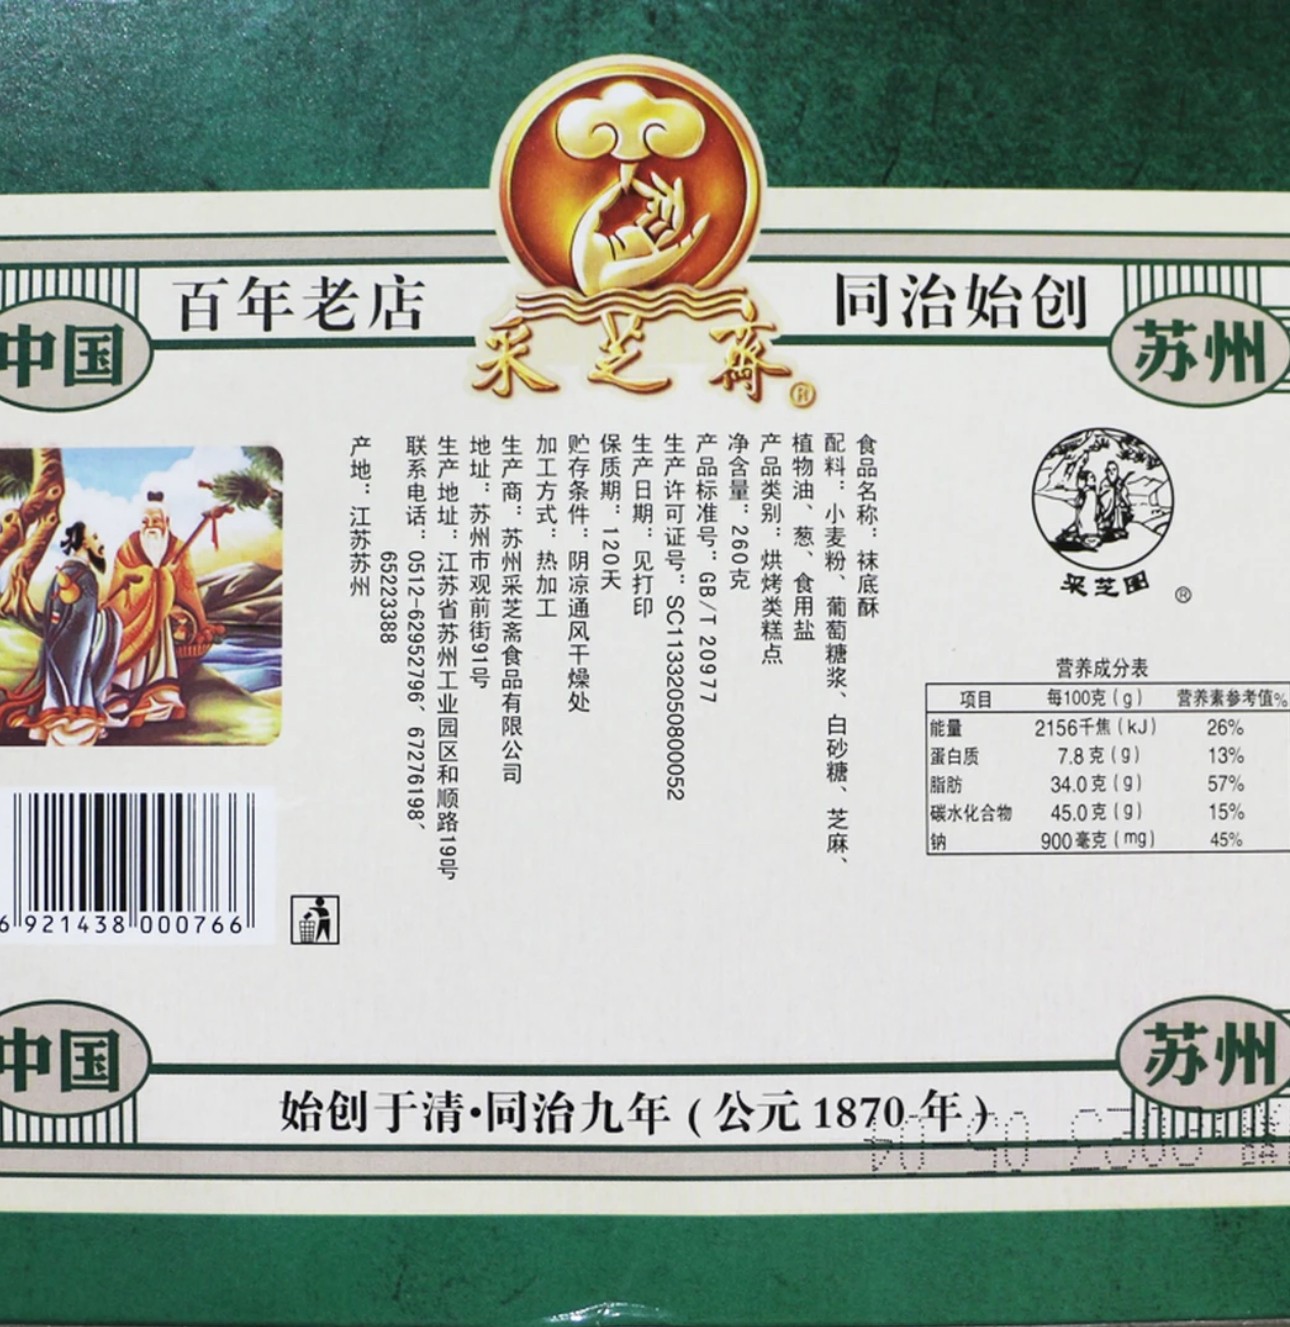 百年老店
同治始创
中国
苏州
采芝斋®
食品名称：袜底酥
配料：小麦粉、葡萄糖浆、白砂糖、芝麻、
植物油、葱、食用盐
产品类别：烘烤类糕点
净含量：260克
产品标准号：GB/T 20977
生产许可证号：SC11332050800052
生产日期：见打印
保质期：120天
贮存条件：阴凉通风干燥处
加工方式：热加工
生产商：苏州采芝斋食品有限公司
地址：苏州市观前街91号
生产地址：江苏省苏州工业园区和顺路19号
联系电话：0512-62952796、67276198、
65223388
产地：江苏苏州
采芝图®
营养成分表
项目 每100克(g) 营养素参考值%
能量 2156千焦(kJ) 26%
蛋白质 7.8克(g) 13%
脂肪 34.0克(g) 57%
碳水化合物 45.0克(g) 15%
钠 900毫克(mg) 45%
6 921438 000766
中国
苏州
始创于清·同治九年(公元1870年)